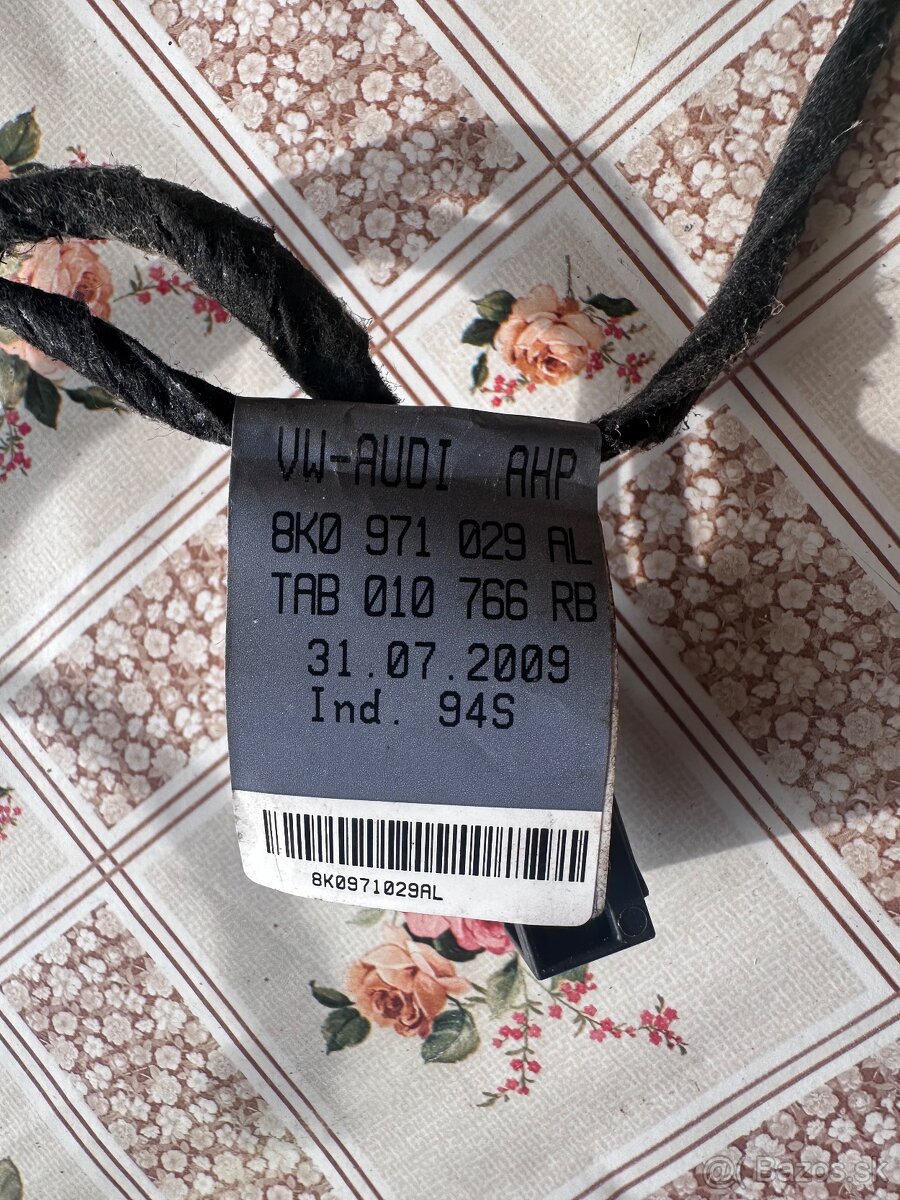 VW-AUDI AHP
8K0 971 029 AL
TAB 010 766 RB
31.07.2009
Ind. 94S
8K0971029AL
@ Bazos.sk